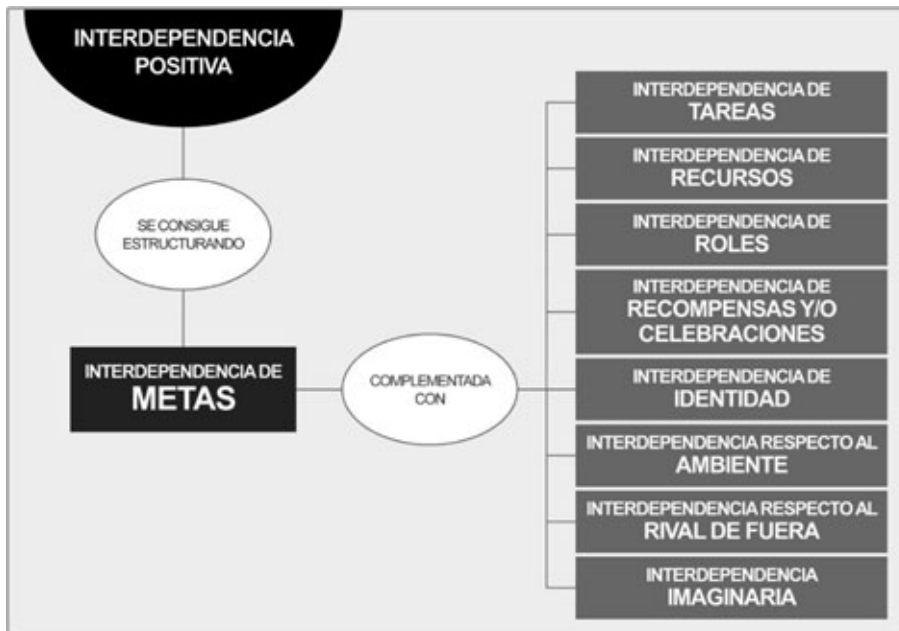 INTERDEPENDENCIA
POSITIVA
SE CONSIGUE
ESTRUCTURANDO
INTERDEPENDENCIA DE
METAS
COMPLEMENTADA
CON
INTERDEPENDENCIA DE
TAREAS
INTERDEPENDENCIA DE
RECURSOS
INTERDEPENDENCIA DE
ROLES
INTERDEPENDENCIA DE
RECOMPENSAS Y/O
CELEBRACIONES
INTERDEPENDENCIA DE
IDENTIDAD
INTERDEPENDENCIA RESPECTO AL
AMBIENTE
INTERDEPENDENCIA RESPECTO AL
RIVAL DE FUERA
INTERDEPENDENCIA
IMAGINARIA